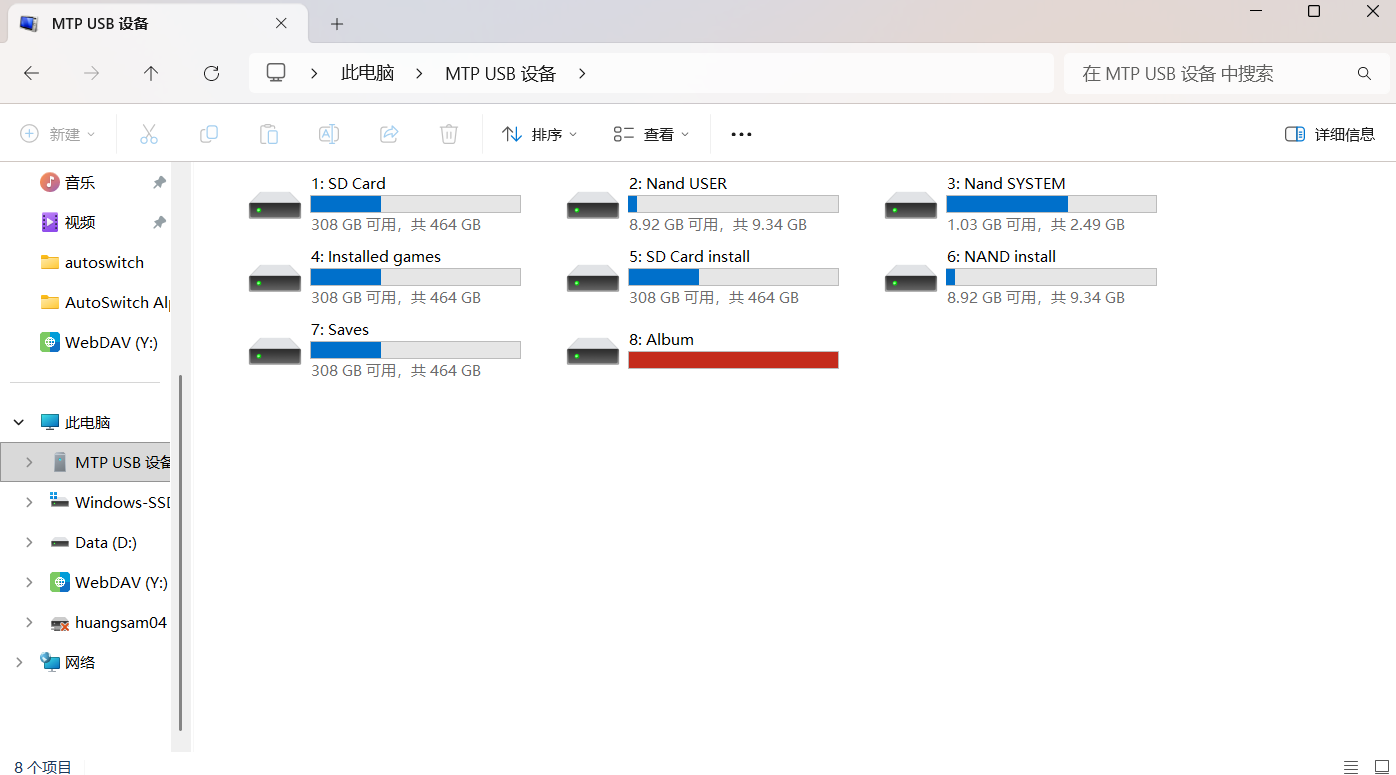 MTP USB 设备
此电脑
MTP USB 设备
在 MTP USB 设备 中搜索
新建
排序
查看
详细信息
音乐
视频
autoswitch
AutoSwitch Al
WebDAV (Y:)
此电脑
MTP USB 设备
Windows-SSD
Data (D:)
WebDAV (Y:)
huangsam04
网络
1: SD Card
308 GB 可用，共 464 GB
2: Nand USER
8.92 GB 可用，共 9.34 GB
3: Nand SYSTEM
1.03 GB 可用，共 2.49 GB
4: Installed games
308 GB 可用，共 464 GB
5: SD Card install
308 GB 可用，共 464 GB
6: NAND install
8.92 GB 可用，共 9.34 GB
7: Saves
308 GB 可用，共 464 GB
8: Album
8 个项目